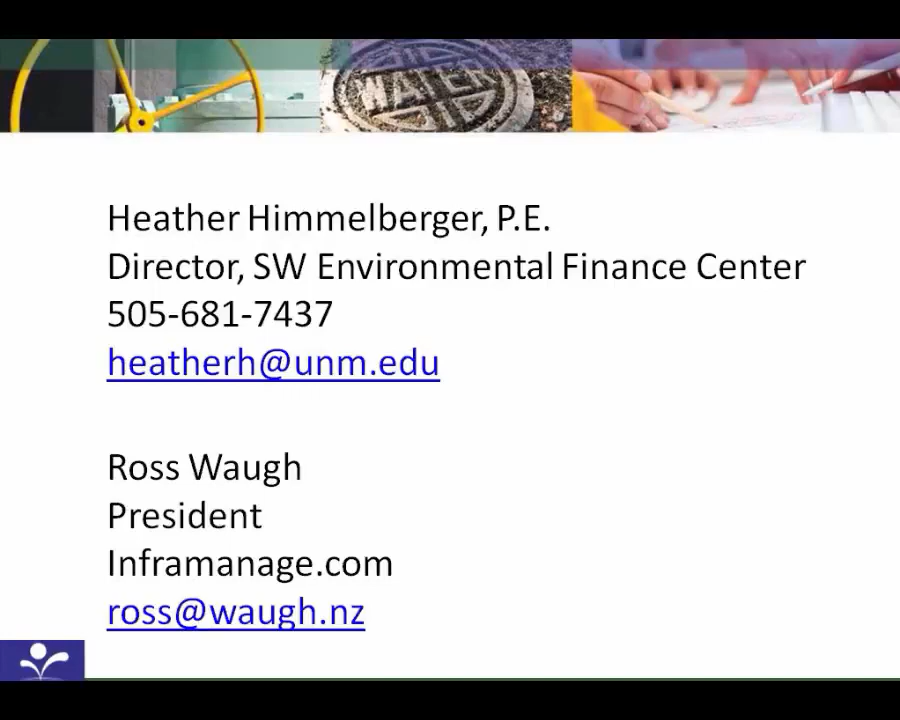 WATER
Heather Himmelberger, P.E.
Director, SW Environmental Finance Center
505-681-7437
heatherh@unm.edu
Ross Waugh
President
Inframanage.com
ross@waugh.nz